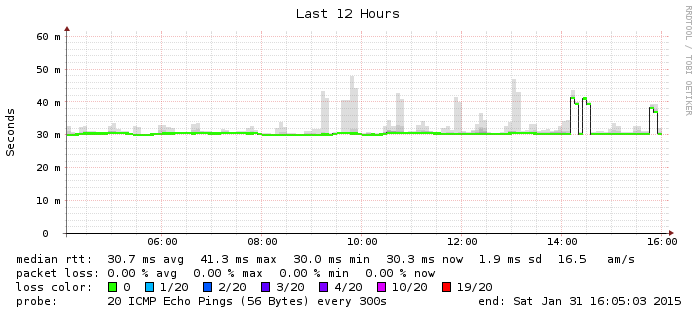 Last 12 Hours
RRDTOOL / TOBI OETIKER
Seconds
60 m
50 m
40 m
30 m
20 m
10 m
0
06:00 08:00 10:00 12:00 14:00 16:00
median rtt: 30.7 ms avg 41.3 ms max 30.0 ms min 30.3 ms now 1.9 ms sd 16.5 am/s
packet loss: 0.00 % avg 0.00 % max 0.00 % min 0.00 % now
loss color: 0 1/20 2/20 3/20 4/20 10/20 19/20
probe: 20 ICMP Echo Pings (56 Bytes) every 300s end: Sat Jan 31 16:05:03 2015